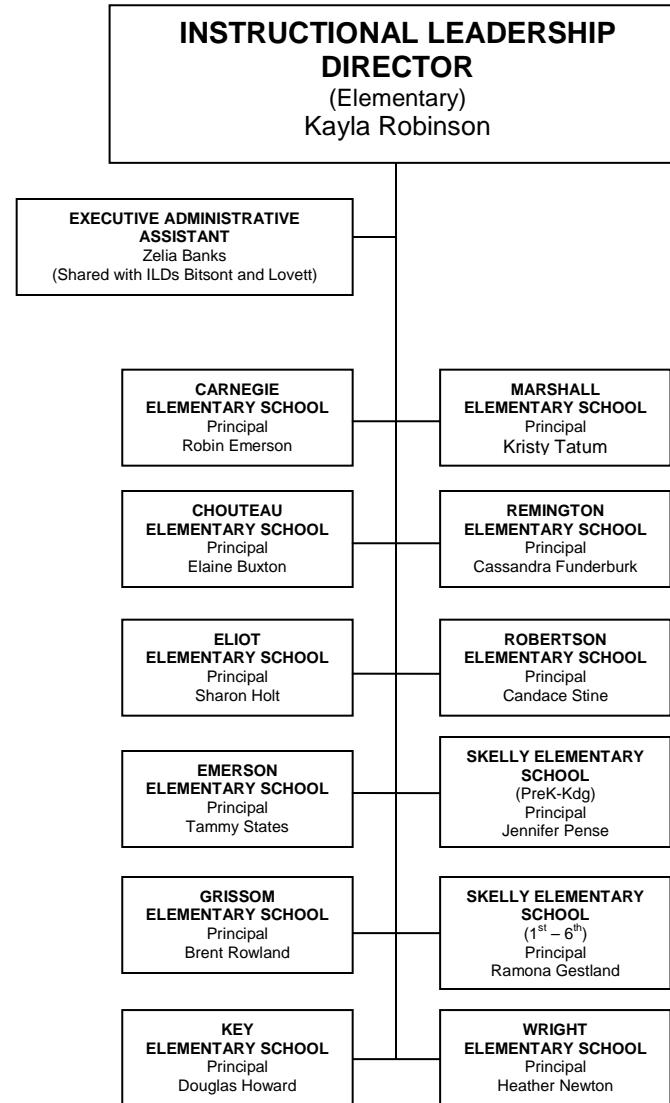 INSTRUCTIONAL LEADERSHIP
DIRECTOR
(Elementary)
Kayla Robinson
EXECUTIVE ADMINISTRATIVE
ASSISTANT
Zelia Banks
(Shared with ILDs Bitsont and Lovett)
CARNEGIE
ELEMENTARY SCHOOL
Principal
Robin Emerson
MARSHALL
ELEMENTARY SCHOOL
Principal
Kristy Tatum
CHOUTEAU
ELEMENTARY SCHOOL
Principal
Elaine Buxton
REMINGTON
ELEMENTARY SCHOOL
Principal
Cassandra Funderburk
ELIOT
ELEMENTARY SCHOOL
Principal
Sharon Holt
ROBERTSON
ELEMENTARY SCHOOL
Principal
Candace Stine
EMERSON
ELEMENTARY SCHOOL
Principal
Tammy States
SKELLY ELEMENTARY
SCHOOL
(PreK-Kdg)
Principal
Jennifer Pense
GRISSOM
ELEMENTARY SCHOOL
Principal
Brent Rowland
SKELLY ELEMENTARY
SCHOOL
(1st – 6th)
Principal
Ramona Gestland
KEY
ELEMENTARY SCHOOL
Principal
Douglas Howard
WRIGHT
ELEMENTARY SCHOOL
Principal
Heather Newton